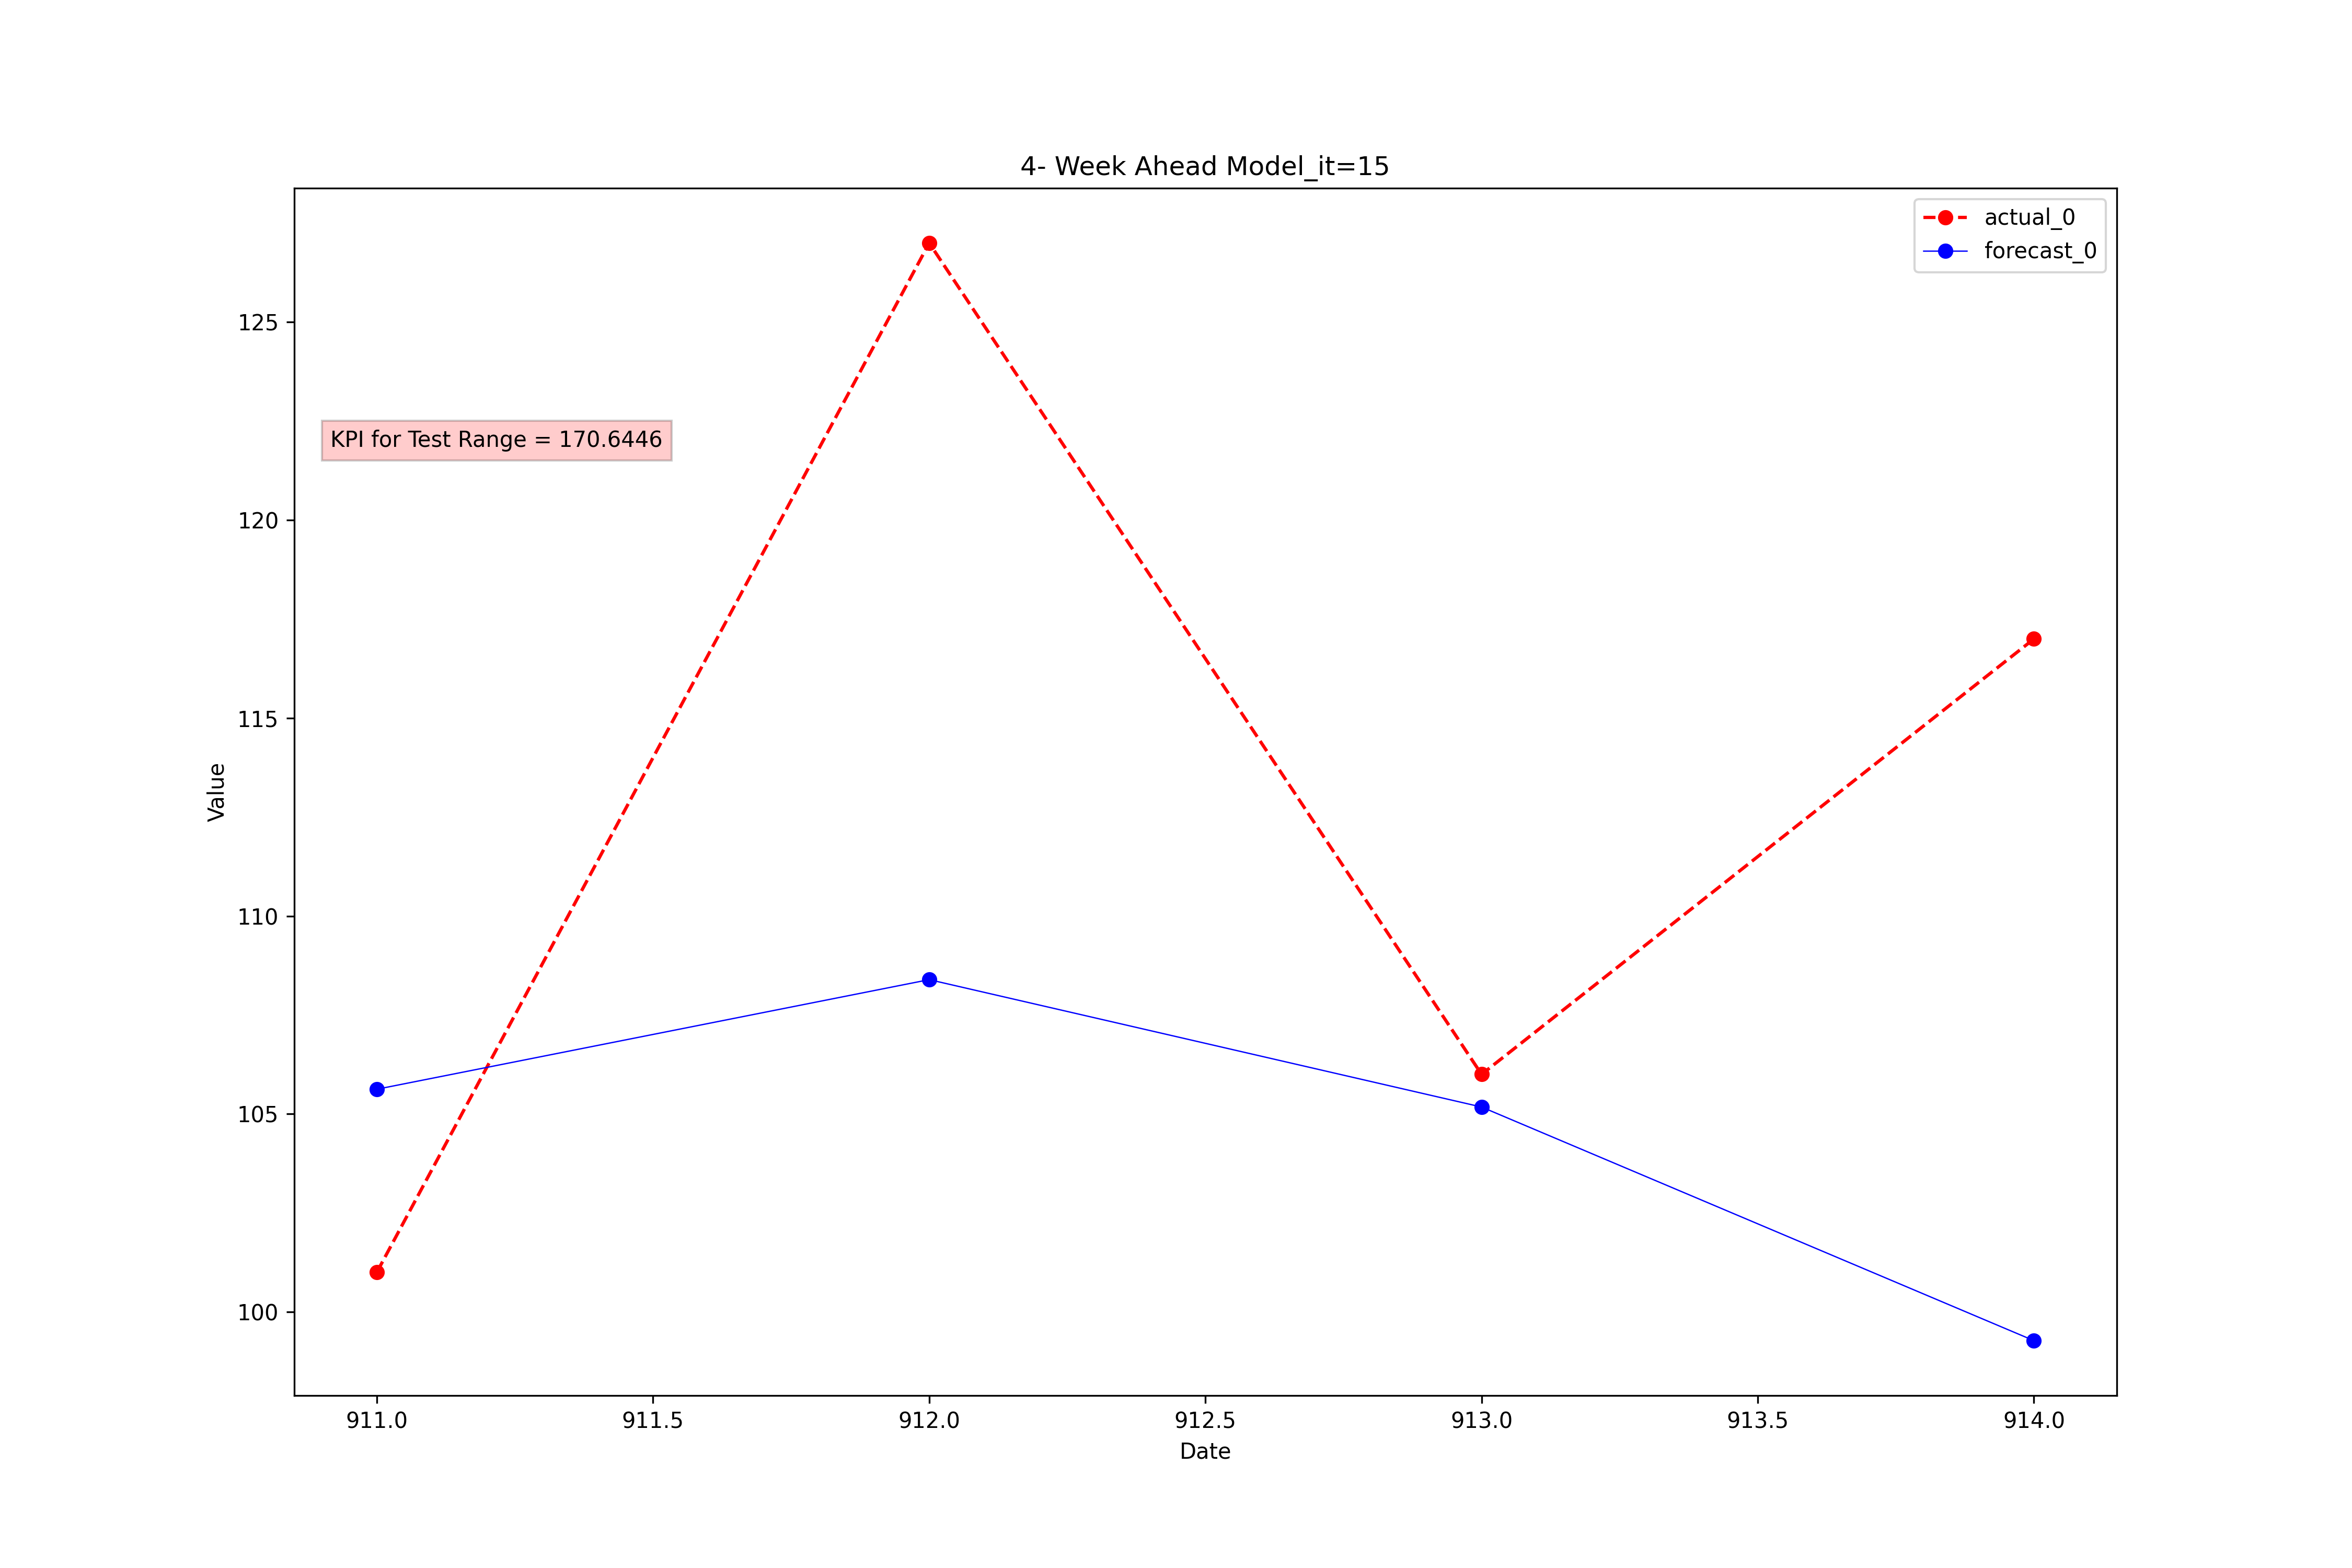 4- Week Ahead Model_it=15
actual_0
forecast_0
KPI for Test Range = 170.6446
125
120
115
110
105
100
Value
911.0 911.5 912.0 912.5 913.0 913.5 914.0
Date